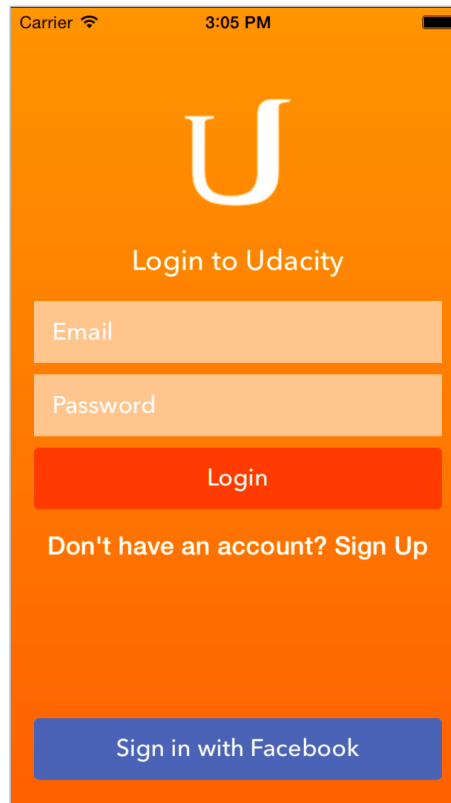 Carrier
3:05 PM
U
Login to Udacity
Email
Password
Login
Don't have an account? Sign Up
Sign in with Facebook